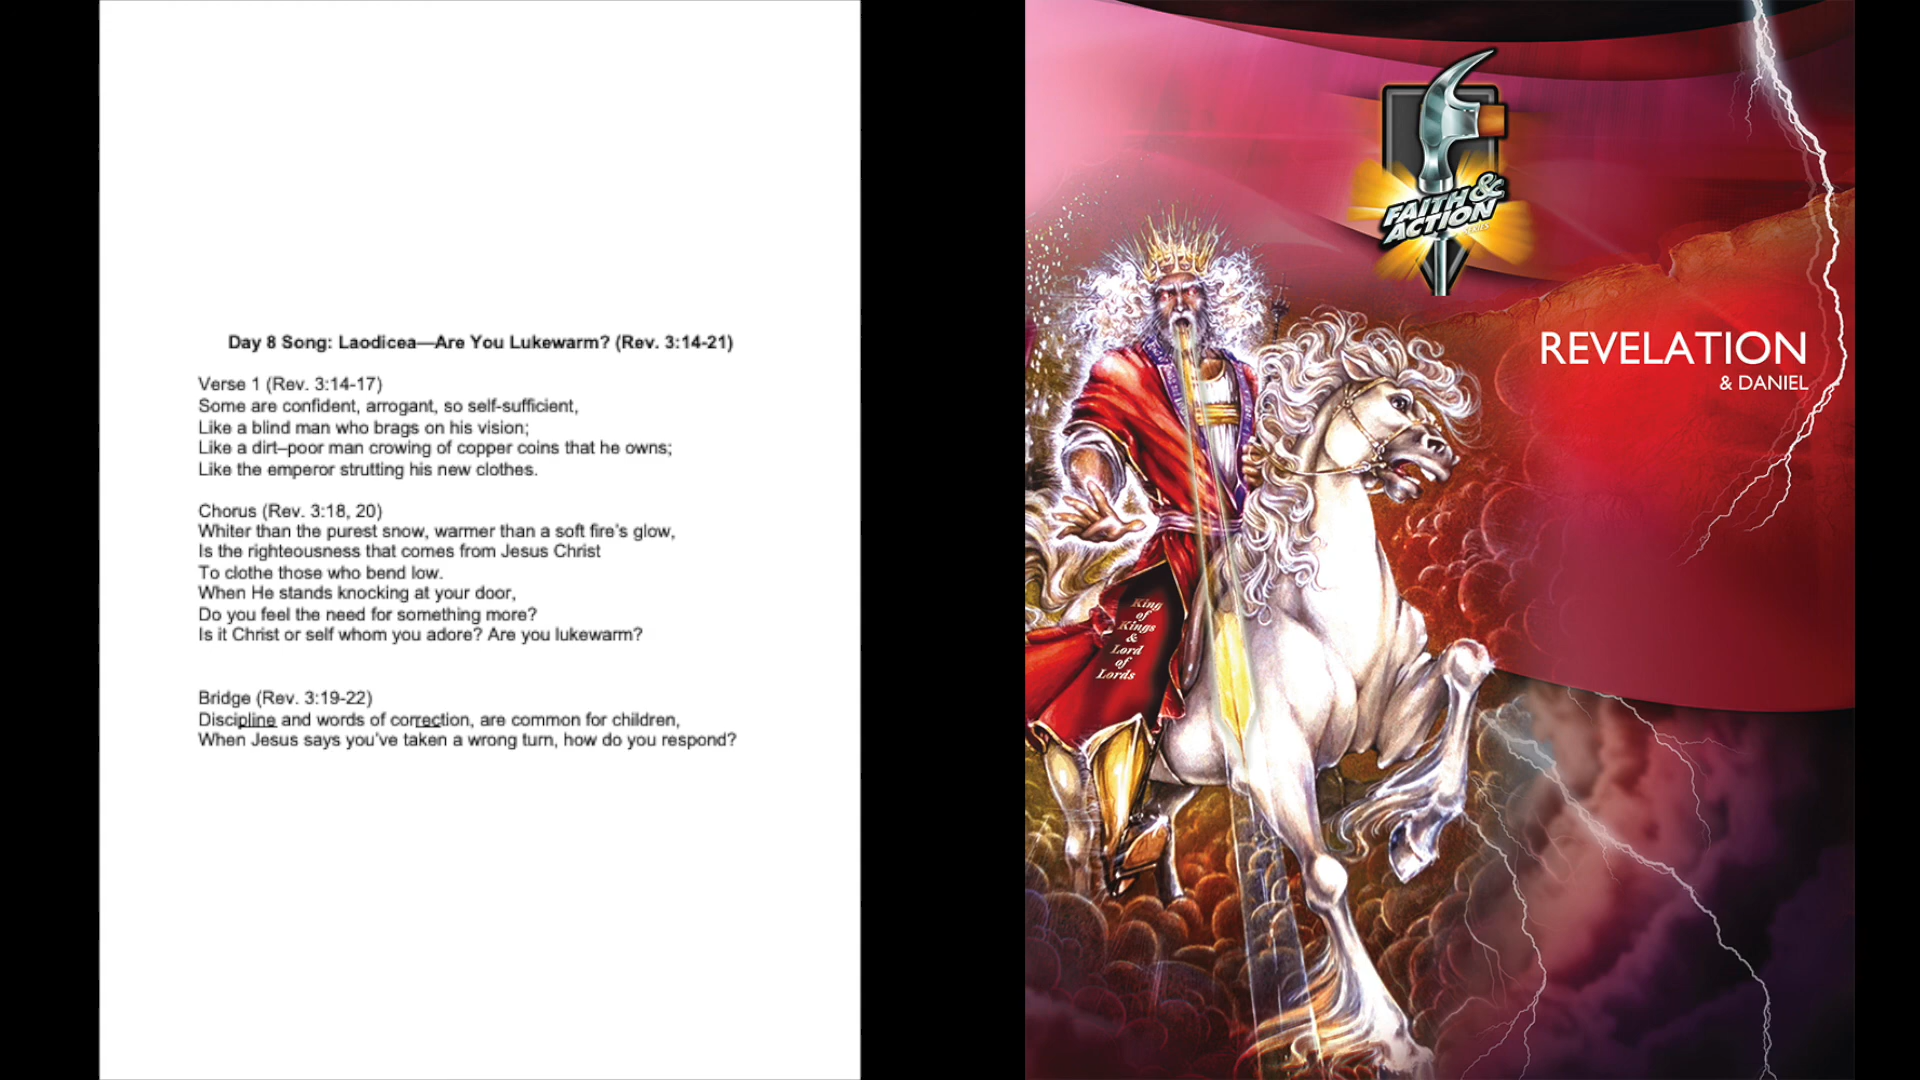 Day 8 Song: Laodicea—Are You Lukewarm? (Rev. 3:14-21)
Verse 1 (Rev. 3:14-17)
Some are confident, arrogant, so self-sufficient,
Like a blind man who brags on his vision;
Like a dirt–poor man crowing of copper coins that he owns;
Like the emperor strutting his new clothes.
Chorus (Rev. 3:18, 20)
Whiter than the purest snow, warmer than a soft fire's glow,
Is the righteousness that comes from Jesus Christ
To clothe those who bend low.
When He stands knocking at your door,
Do you feel the need for something more?
Is it Christ or self whom you adore? Are you lukewarm?
Bridge (Rev. 3:19-22)
Discipline and words of correction, are common for children,
When Jesus says you've taken a wrong turn, how do you respond?
FAITH &
ACTION
SERIES
REVELATION
& DANIEL
King
of
Kings
&
Lord
of
Lords